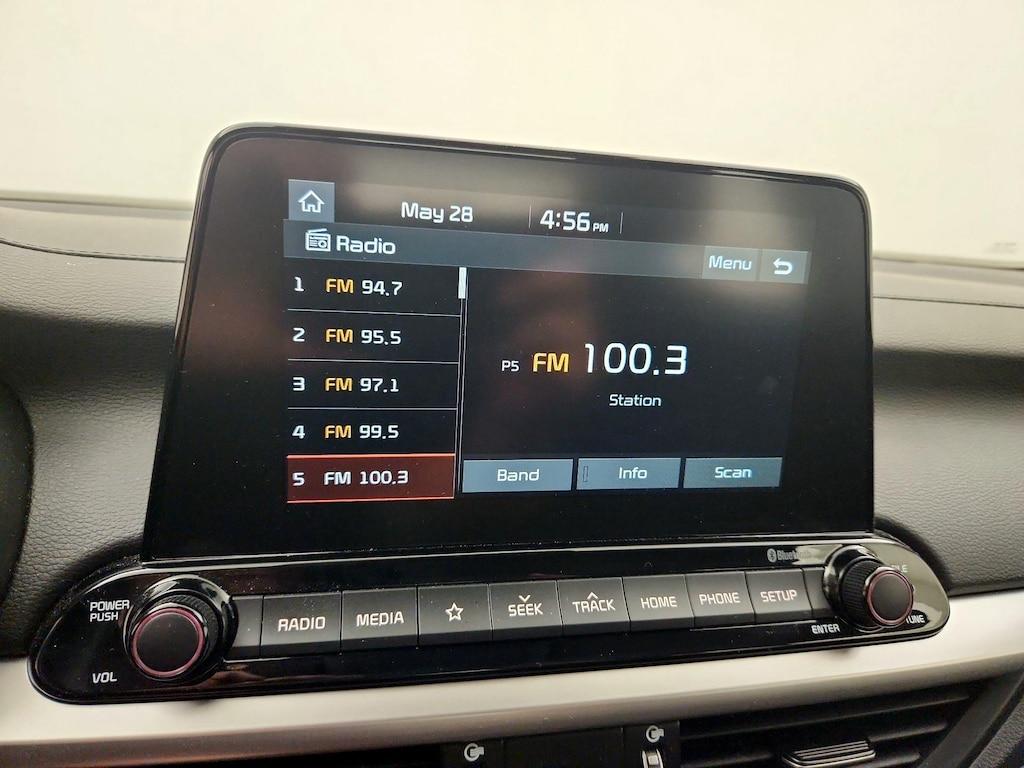 May 28 4:56 PM
Radio Menu
1 FM 94.7
2 FM 95.5
3 FM 97.1
4 FM 99.5
5 FM 100.3
P5 FM 100.3
Station
Band Info Scan
Bluetooth
POWER
PUSH
VOL
RADIO MEDIA SEEK TRACK HOME PHONE SETUP
ENTER
TUNE